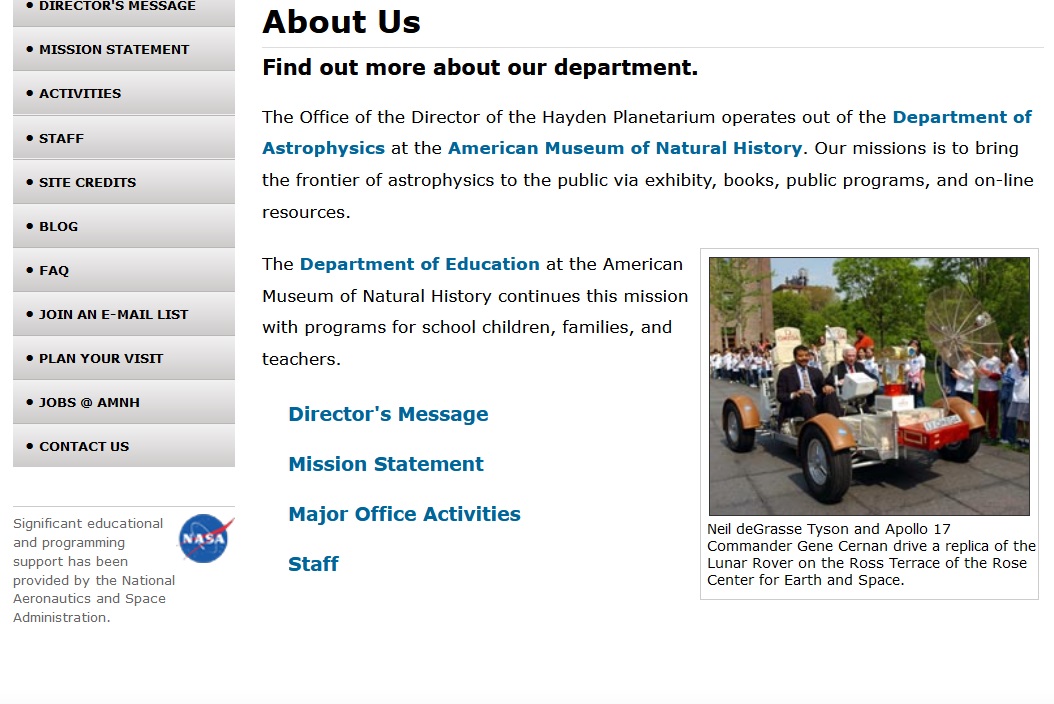 • DIRECTOR'S MESSAGE
• MISSION STATEMENT
• ACTIVITIES
• STAFF
• SITE CREDITS
• BLOG
• FAQ
• JOIN AN E-MAIL LIST
• PLAN YOUR VISIT
• JOBS @ AMNH
• CONTACT US
Significant educational
and programming
support has been
provided by the National
Aeronautics and Space
Administration.
NASA
About Us
Find out more about our department.
The Office of the Director of the Hayden Planetarium operates out of the Department of
Astrophysics at the American Museum of Natural History. Our missions is to bring
the frontier of astrophysics to the public via exhibity, books, public programs, and on-line
resources.
The Department of Education at the American
Museum of Natural History continues this mission
with programs for school children, families, and
teachers.
Director's Message
Mission Statement
Major Office Activities
Staff
Neil deGrasse Tyson and Apollo 17
Commander Gene Cernan drive a replica of the
Lunar Rover on the Ross Terrace of the Rose
Center for Earth and Space.